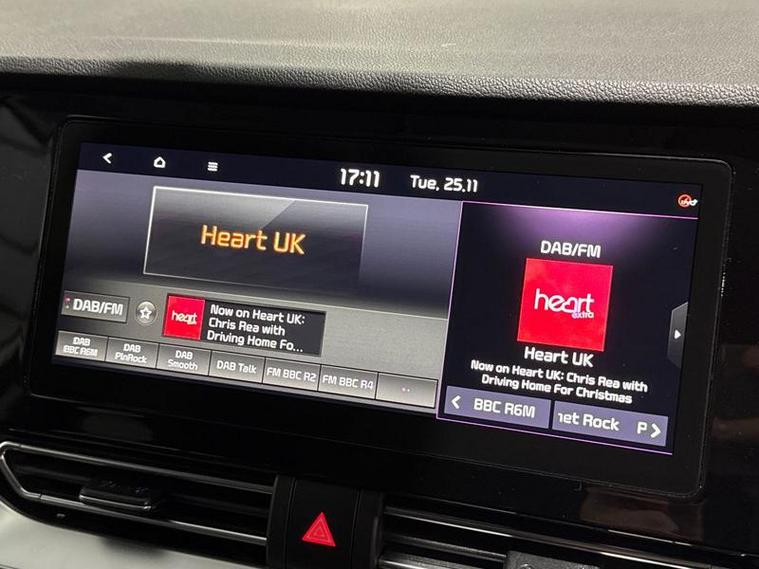 17:11 Tue, 25.11
Heart UK
DAB/FM
heart
Now on Heart UK:
Chris Rea with
Driving Home Fo...
DAB
BBC R6M
DAB
PlnRock
DAB
Smooth
DAB Talk
FM BBC R2
FM BBC R4
DAB/FM
heart
extra
Heart UK
Now on Heart UK: Chris Rea with
Driving Home For Christmas
BBC R6M
net Rock P